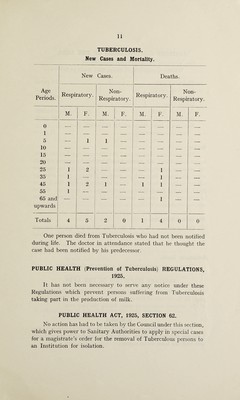 11
TUBERCULOSIS.
New Cases and Mortality.
New Cases. Deaths.
Age Periods. Respiratory. Non-Respiratory. Respiratory. Non-Respiratory.
M. F. M. F. M. F. M. F.
0 — — — — — — — —
1 — — — — — — — —
5 — 1 1 — — — — —
10 — — — — — — — —
15 — — — — — — — —
20 — — — — — — — —
25 1 2 — — — 1 — —
35 1 — — — — 1 — —
45 1 2 1 — 1 1 — —
55 1 — — — — — — —
65 and upwards — — — — — 1 — —
Totals 4 5 2 0 1 4 0 0
One person died from Tuberculosis who had not been notified
during life. The doctor in attendance stated that he thought the
case had been notified by his predecessor.
PUBLIC HEALTH (Prevention of Tuberculosis) REGULATIONS,
1925.
It has not been necessary to serve any notice under these
Regulations which prevent persons suffering from Tuberculosis
taking part in the production of milk.
PUBLIC HEALTH ACT, 1925, SECTION 62.
No action has had to be taken by the Council under this section,
which gives power to Sanitary Authorities to apply in special cases
for a magistrate's order for the removal of Tuberculous persons to
an Institution for isolation.